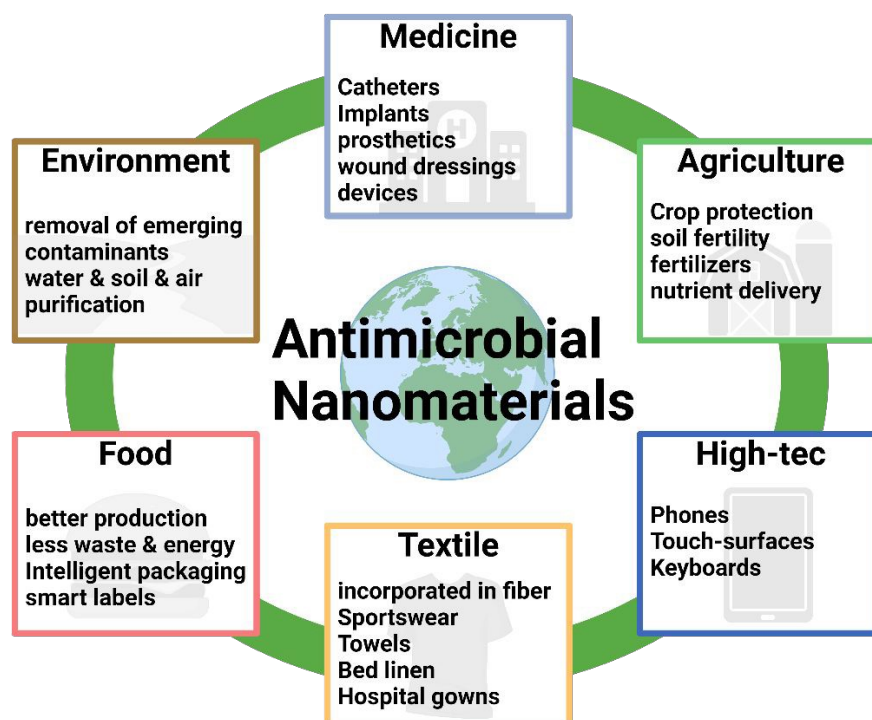 Medicine
Catheters
Implants
prosthetics
wound dressings
devices
Environment
removal of emerging
contaminants
water & soil & air
purification
Agriculture
Crop protection
soil fertility
fertilizers
nutrient delivery
Antimicrobial
Nanomaterials
Food
better production
less waste & energy
Intelligent packaging
smart labels
Textile
incorporated in fiber
Sportswear
Towels
Bed linen
Hospital gowns
High-tec
Phones
Touch-surfaces
Keyboards
H